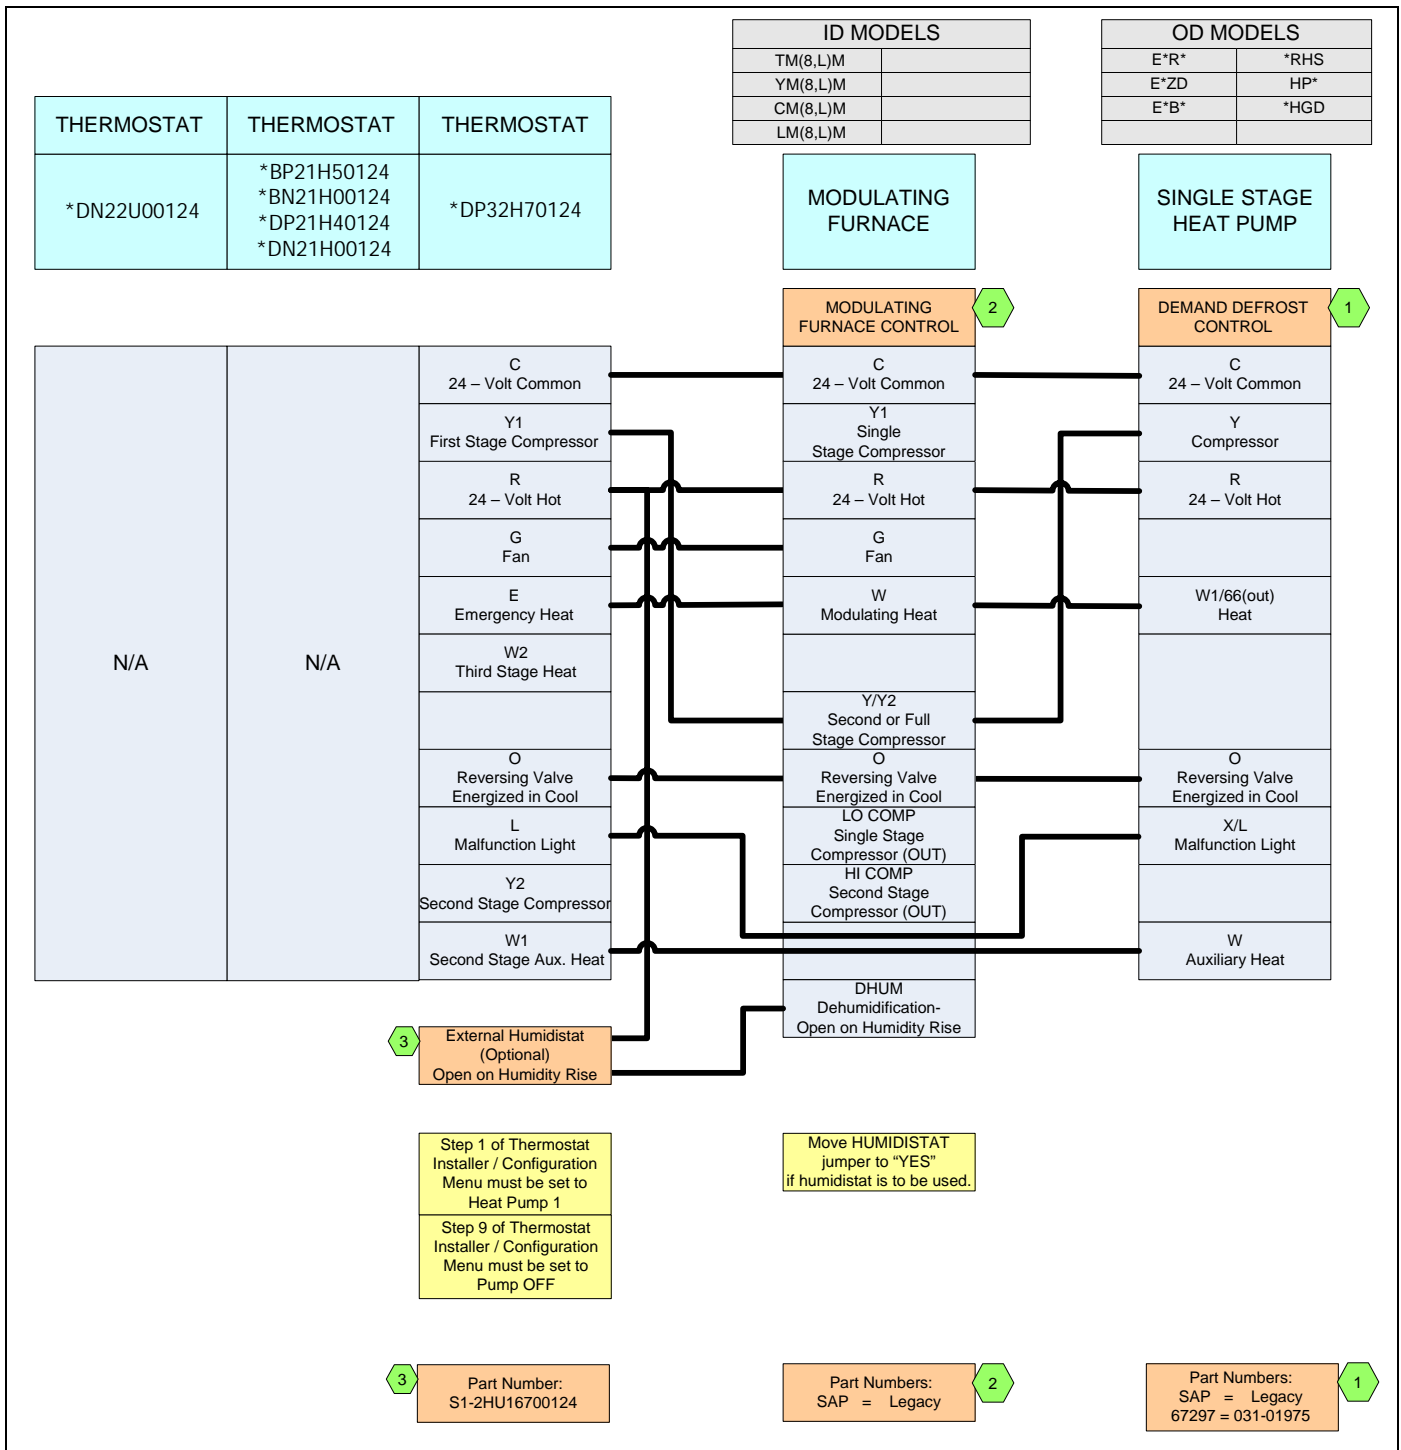 ID MODELS
TM(8,L)M
YM(8,L)M
CM(8,L)M
LM(8,L)M
OD MODELS
E*R* *RHS
E*ZD HP*
E*B* *HGD
THERMOSTAT
*DN22U00124
THERMOSTAT
*BP21H50124
*BN21H00124
*DP21H40124
*DN21H00124
THERMOSTAT
*DP32H70124
MODULATING
FURNACE
SINGLE STAGE
HEAT PUMP
MODULATING
FURNACE CONTROL
2
DEMAND DEFROST
CONTROL
1
N/A
N/A
C
24 – Volt Common
Y1
First Stage Compressor
R
24 – Volt Hot
G
Fan
E
Emergency Heat
W2
Third Stage Heat
O
Reversing Valve
Energized in Cool
L
Malfunction Light
Y2
Second Stage Compressor
W1
Second Stage Aux. Heat
C
24 – Volt Common
Y1
Single
Stage Compressor
R
24 – Volt Hot
G
Fan
W
Modulating Heat
Y/Y2
Second or Full
Stage Compressor
O
Reversing Valve
Energized in Cool
LO COMP
Single Stage
Compressor (OUT)
HI COMP
Second Stage
Compressor (OUT)
DHUM
Dehumidification-
Open on Humidity Rise
C
24 – Volt Common
Y
Compressor
R
24 – Volt Hot
W1/66(out)
Heat
O
Reversing Valve
Energized in Cool
X/L
Malfunction Light
W
Auxiliary Heat
3
External Humidistat
(Optional)
Open on Humidity Rise
Step 1 of Thermostat
Installer / Configuration
Menu must be set to
Heat Pump 1
Step 9 of Thermostat
Installer / Configuration
Menu must be set to
Pump OFF
Move HUMIDISTAT
jumper to “YES”
if humidistat is to be used.
3
Part Number:
S1-2HU16700124
Part Numbers:
SAP = Legacy
2
Part Numbers:
SAP = Legacy
67297 = 031-01975
1